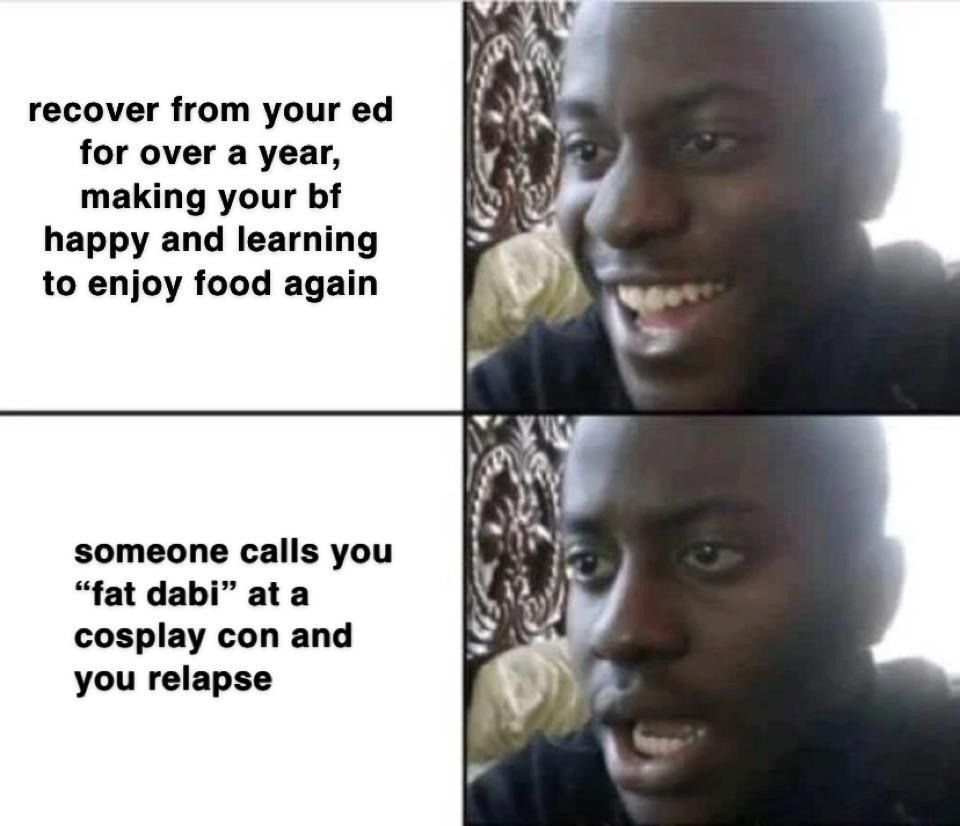 recover from your ed
for over a year,
making your bf
happy and learning
to enjoy food again
someone calls you
“fat dabi” at a
cosplay con and
you relapse